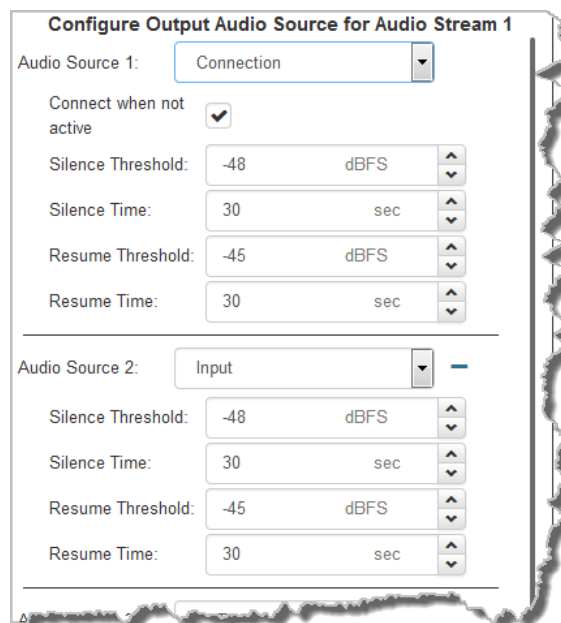 Configure Output Audio Source for Audio Stream 1
Audio Source 1: Connection
Connect when not
active
Silence Threshold: -48 dBFS
Silence Time: 30 sec
Resume Threshold: -45 dBFS
Resume Time: 30 sec
Audio Source 2: Input
Silence Threshold: -48 dBFS
Silence Time: 30 sec
Resume Threshold: -45 dBFS
Resume Time: 30 sec